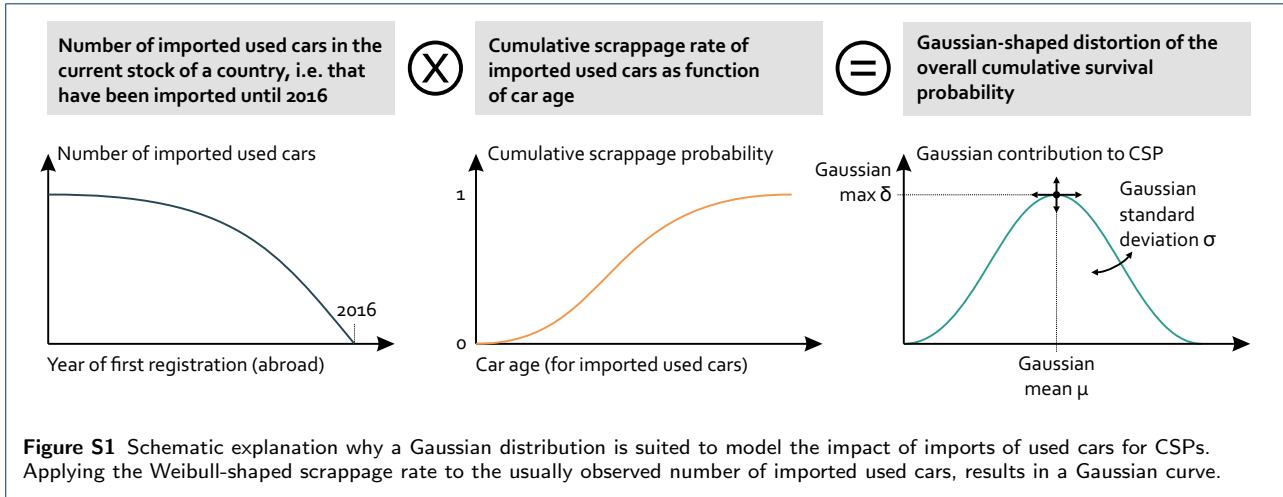 Number of imported used cars in the
current stock of a country, i.e. that
have been imported until 2016
X
Cumulative scrappage rate of
imported used cars as function
of car age
=
Gaussian-shaped distortion of the
overall cumulative survival
probability
Number of imported used cars
2016
Year of first registration (abroad)
Cumulative scrappage probability
1
0
Car age (for imported used cars)
Gaussian contribution to CSP
Gaussian
max δ
Gaussian
standard
deviation σ
Gaussian
mean μ
Figure S1 Schematic explanation why a Gaussian distribution is suited to model the impact of imports of used cars for CSPs.
Applying the Weibull-shaped scrappage rate to the usually observed number of imported used cars, results in a Gaussian curve.